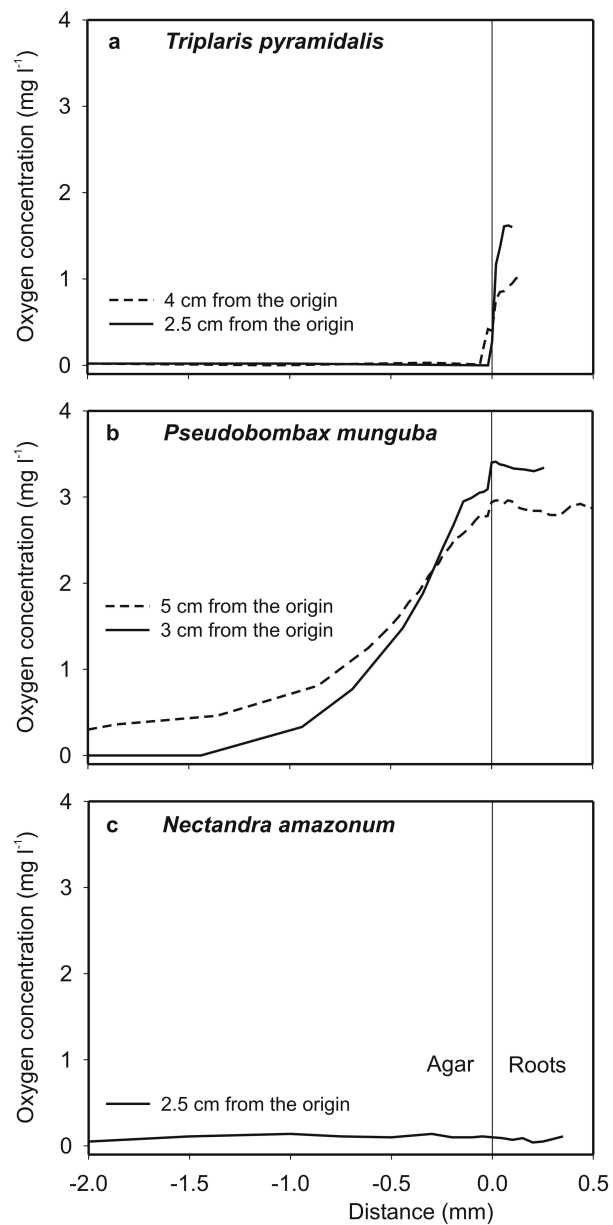 a Triplaris pyramidalis
Oxygen concentration (mg l⁻¹)
4
3
2
1
0
4 cm from the origin
2.5 cm from the origin
b Pseudobombax munguba
Oxygen concentration (mg l⁻¹)
4
3
2
1
0
5 cm from the origin
3 cm from the origin
c Nectandra amazonum
Oxygen concentration (mg l⁻¹)
4
3
2
1
0
Agar Roots
2.5 cm from the origin
-2.0 -1.5 -1.0 -0.5 0.0 0.5
Distance (mm)